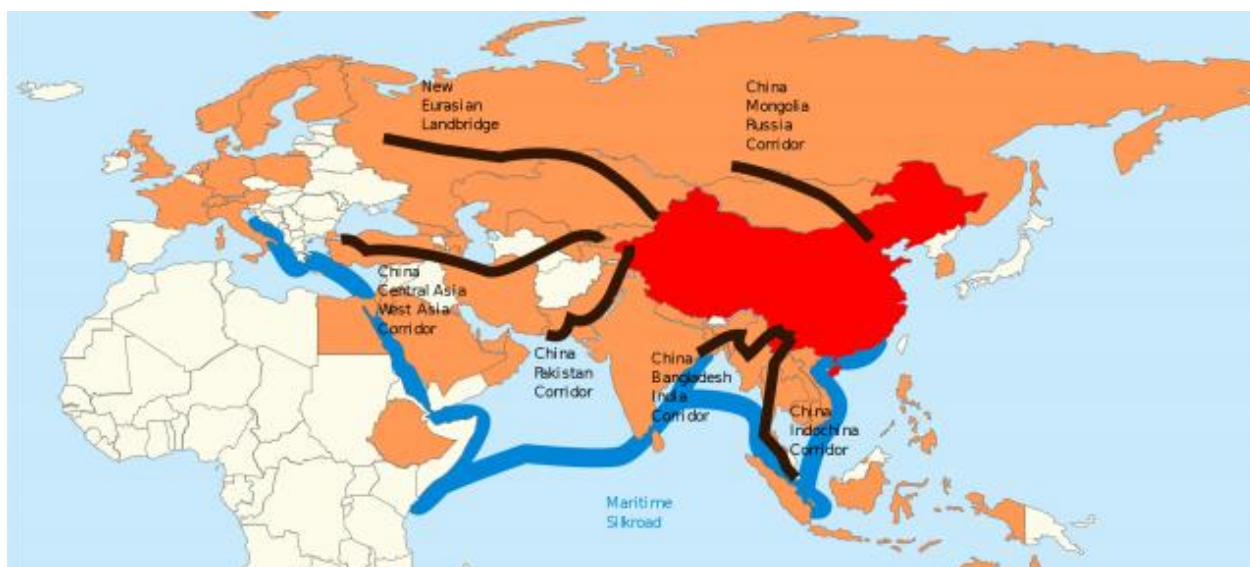 New
Eurasian
Landbridge
China
Mongolia
Russia
Corridor
China
Central Asia
West Asia
Corridor
China
Pakistan
Corridor
China
Bangladesh
India
Corridor
China
Indochina
Corridor
Maritime
Silkroad